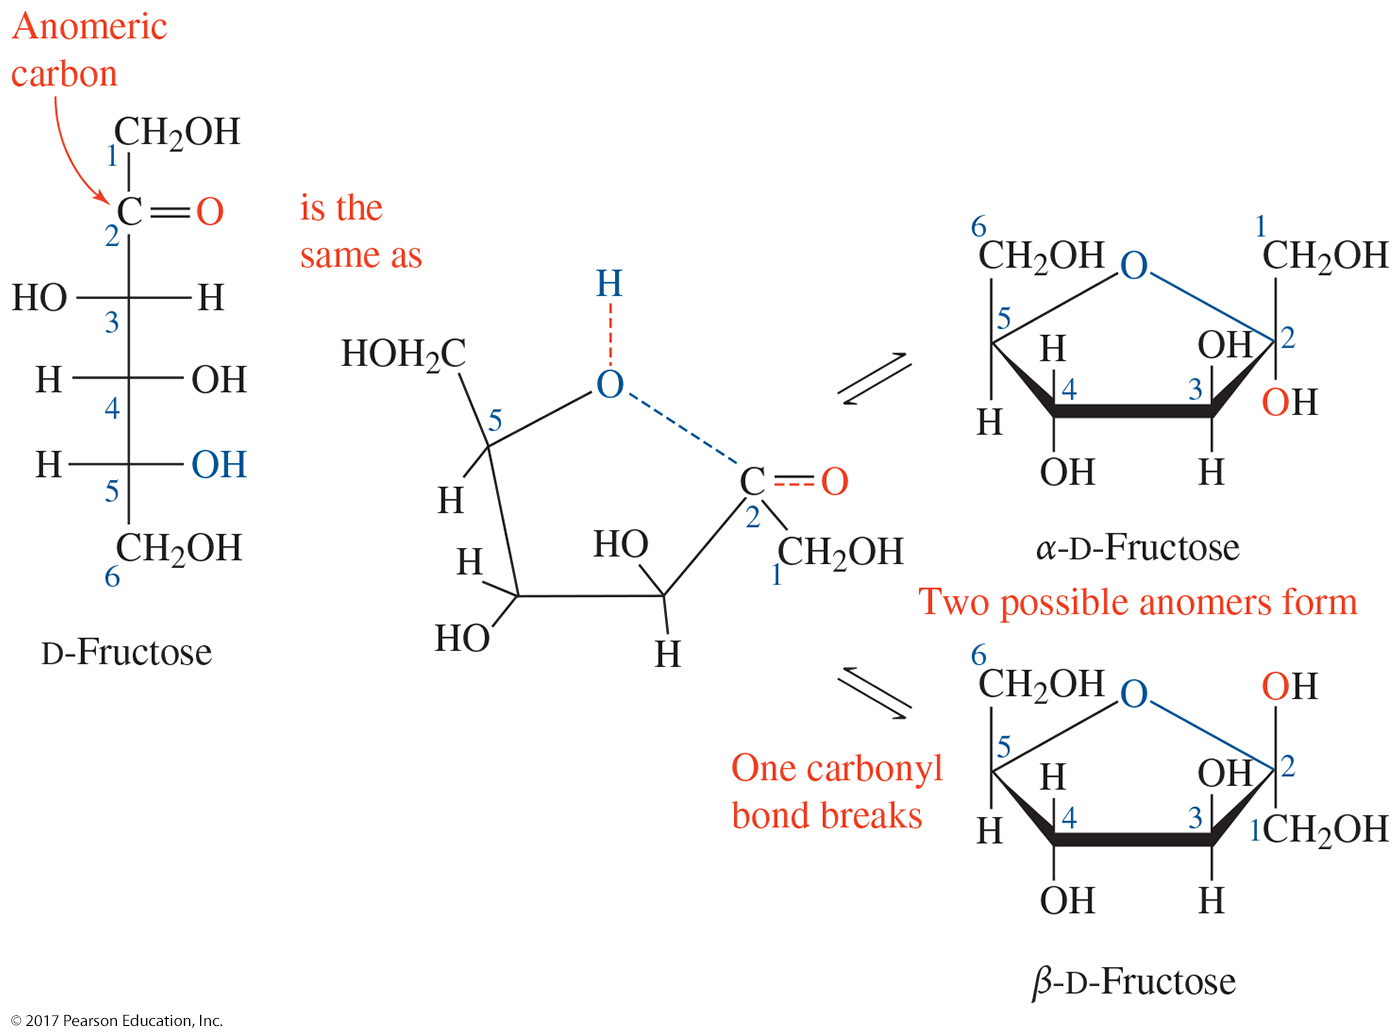 Anomeric
carbon
CH₂OH
1
C=O
2
HO H
3
H OH
4
H OH
5
CH₂OH
6
D-Fructose
is the
same as
H
HOH₂C
O
5
H
C=O
2
HO
CH₂OH
1
H
HO
H
6
CH₂OH
O
1
CH₂OH
5
H
OH
2
4
3
H
OH
OH
H
α-D-Fructose
Two possible anomers form
6
CH₂OH
O
OH
5
H
OH
2
One carbonyl
bond breaks
4
3
H
1CH₂OH
OH
H
β-D-Fructose
© 2017 Pearson Education, Inc.